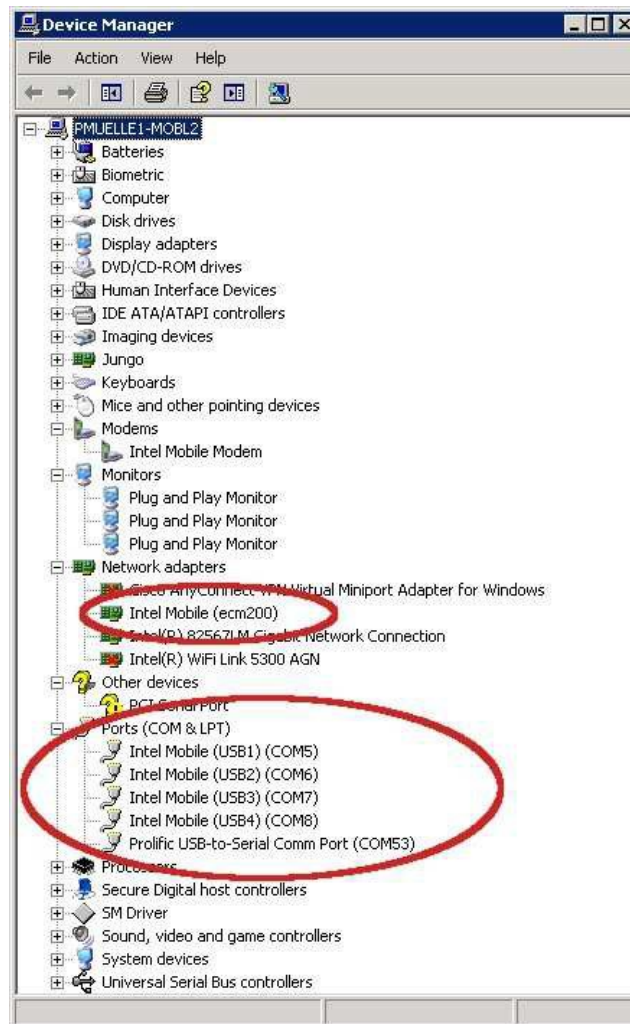 Device Manager
File Action View Help
PMUELLE1-MOBL2
Batteries
Biometric
Computer
Disk drives
Display adapters
DVD/CD-ROM drives
Human Interface Devices
IDE ATA/ATAPI controllers
Imaging devices
Jungo
Keyboards
Mice and other pointing devices
Modems
Intel Mobile Modem
Monitors
Plug and Play Monitor
Plug and Play Monitor
Plug and Play Monitor
Network adapters
Cisco AnyConnect VPN Virtual Miniport Adapter for Windows
Intel Mobile (ecm200)
Intel(R) 82567LM Gigabit Network Connection
Intel(R) WiFi Link 5300 AGN
Other devices
PCI Serial Port
Ports (COM & LPT)
Intel Mobile (USB1) (COM5)
Intel Mobile (USB2) (COM6)
Intel Mobile (USB3) (COM7)
Intel Mobile (USB4) (COM8)
Prolific USB-to-Serial Comm Port (COM53)
Processors
Secure Digital host controllers
SM Driver
Sound, video and game controllers
System devices
Universal Serial Bus controllers